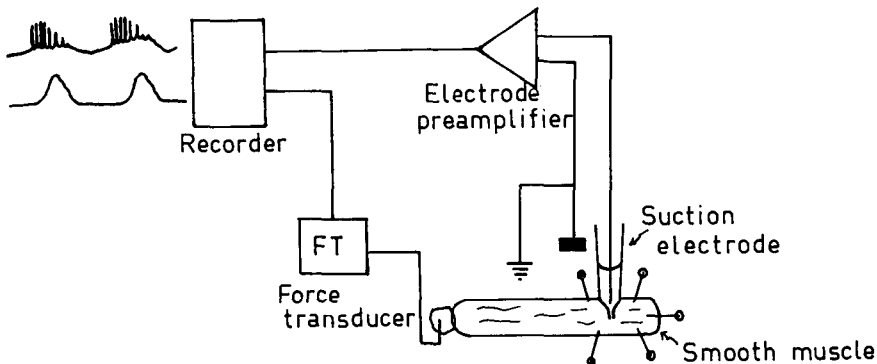 Electrode
preamplifier
Recorder
Suction
electrode
FT
Force
transducer
Smooth muscle